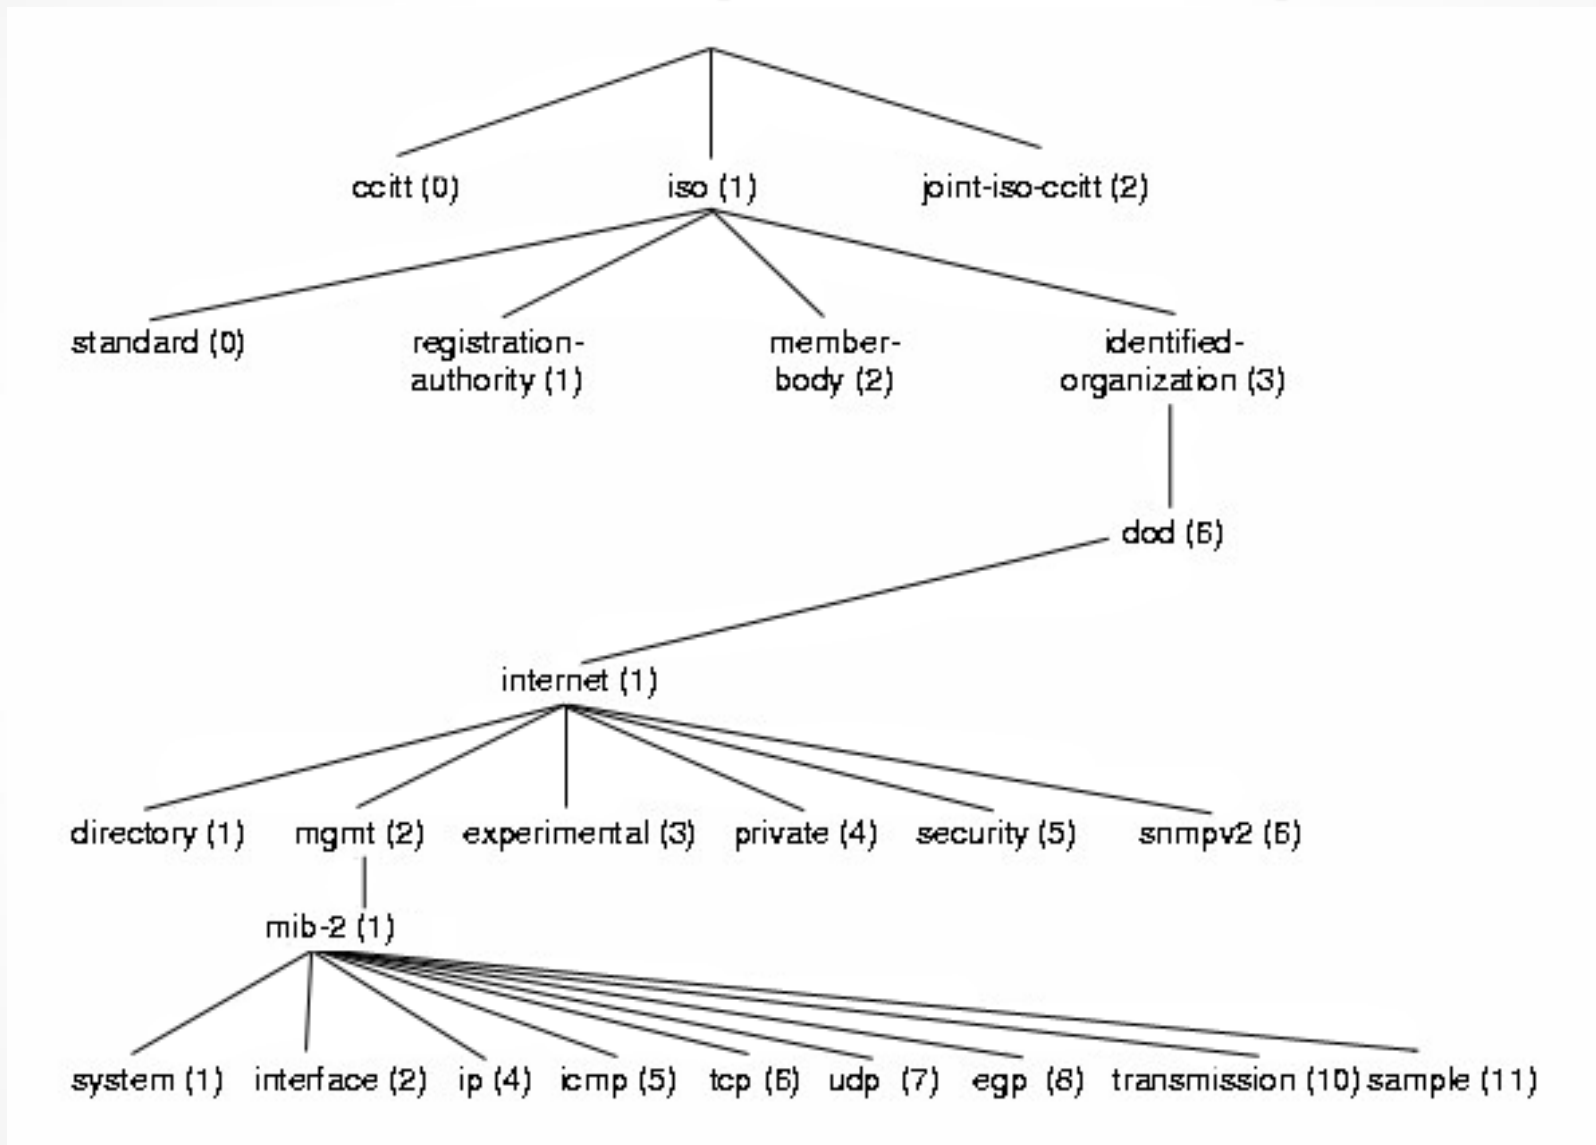 ccitt (0) iso (1) joint-iso-ccitt (2)
standard (0) registration- member- identified-
authority (1) body (2) organization (3)
dod (6)
internet (1)
directory (1) mgmt (2) experimental (3) private (4) security (5) snmpv2 (6)
mib-2 (1)
system (1) interface (2) ip (4) icmp (5) tcp (6) udp (7) egp (8) transmission (10) sample (11)